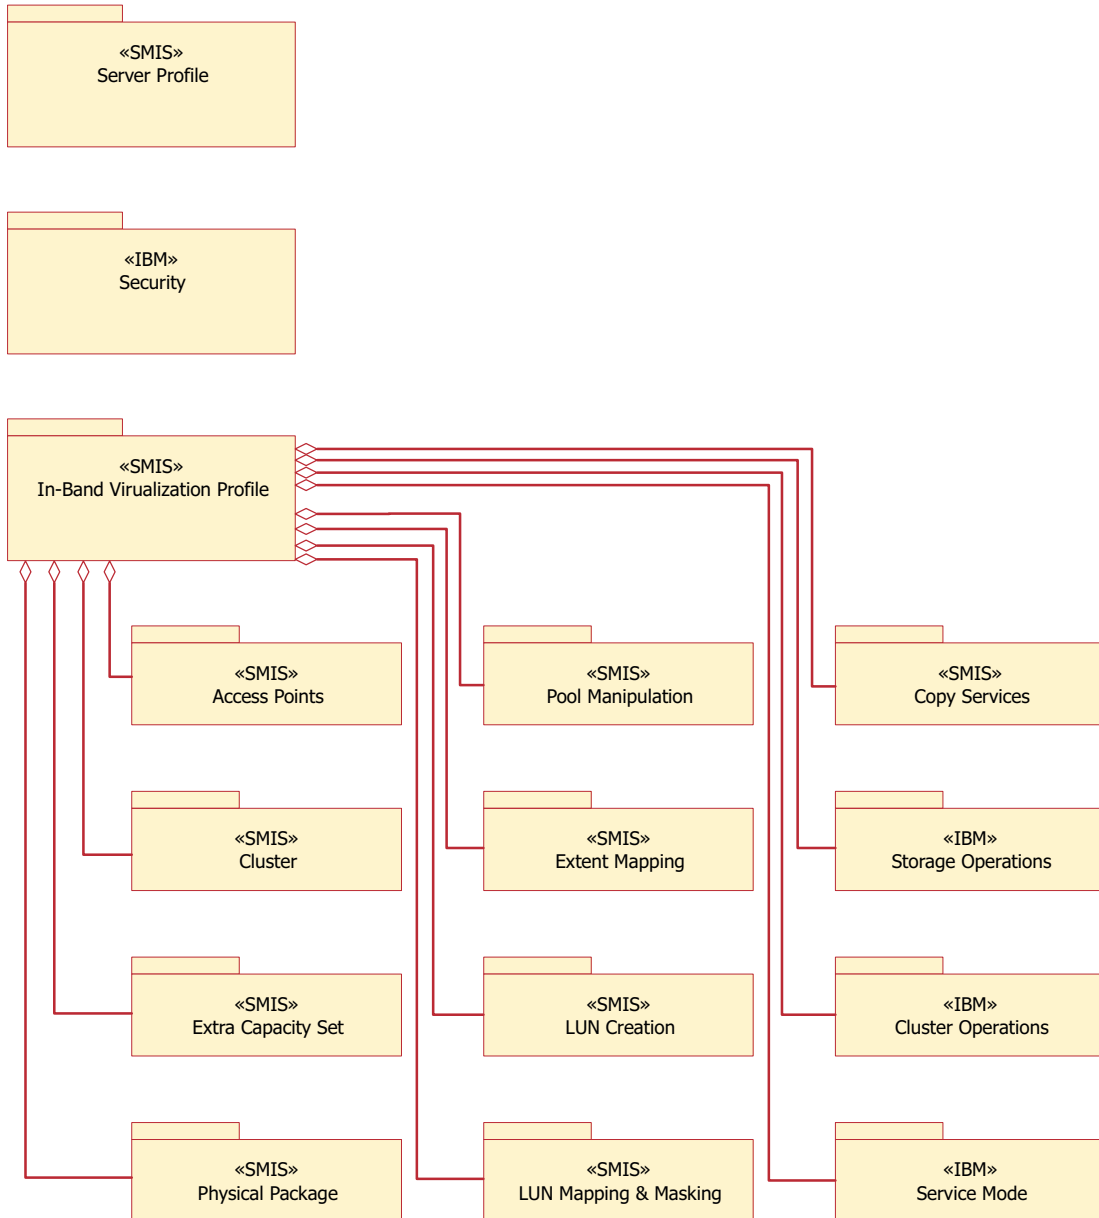 «SMIS»
Server Profile
«IBM»
Security
«SMIS»
In-Band Virualization Profile
«SMIS»
Access Points
«SMIS»
Pool Manipulation
«SMIS»
Copy Services
«SMIS»
Cluster
«SMIS»
Extent Mapping
«IBM»
Storage Operations
«SMIS»
Extra Capacity Set
«SMIS»
LUN Creation
«IBM»
Cluster Operations
«SMIS»
Physical Package
«SMIS»
LUN Mapping & Masking
«IBM»
Service Mode